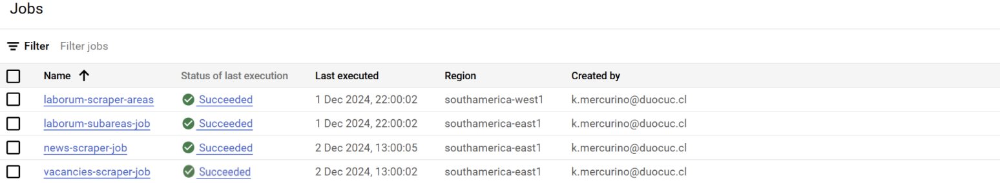 Jobs
Filter Filter jobs
Name Status of last execution Last executed Region Created by
laborum-scraper-areas Succeeded 1 Dec 2024, 22:00:02 southamerica-west1 k.mercurino@duocuc.cl
laborum-subareas-job Succeeded 1 Dec 2024, 22:00:02 southamerica-east1 k.mercurino@duocuc.cl
news-scraper-job Succeeded 2 Dec 2024, 13:00:05 southamerica-east1 k.mercurino@duocuc.cl
vacancies-scraper-job Succeeded 2 Dec 2024, 13:00:02 southamerica-east1 k.mercurino@duocuc.cl